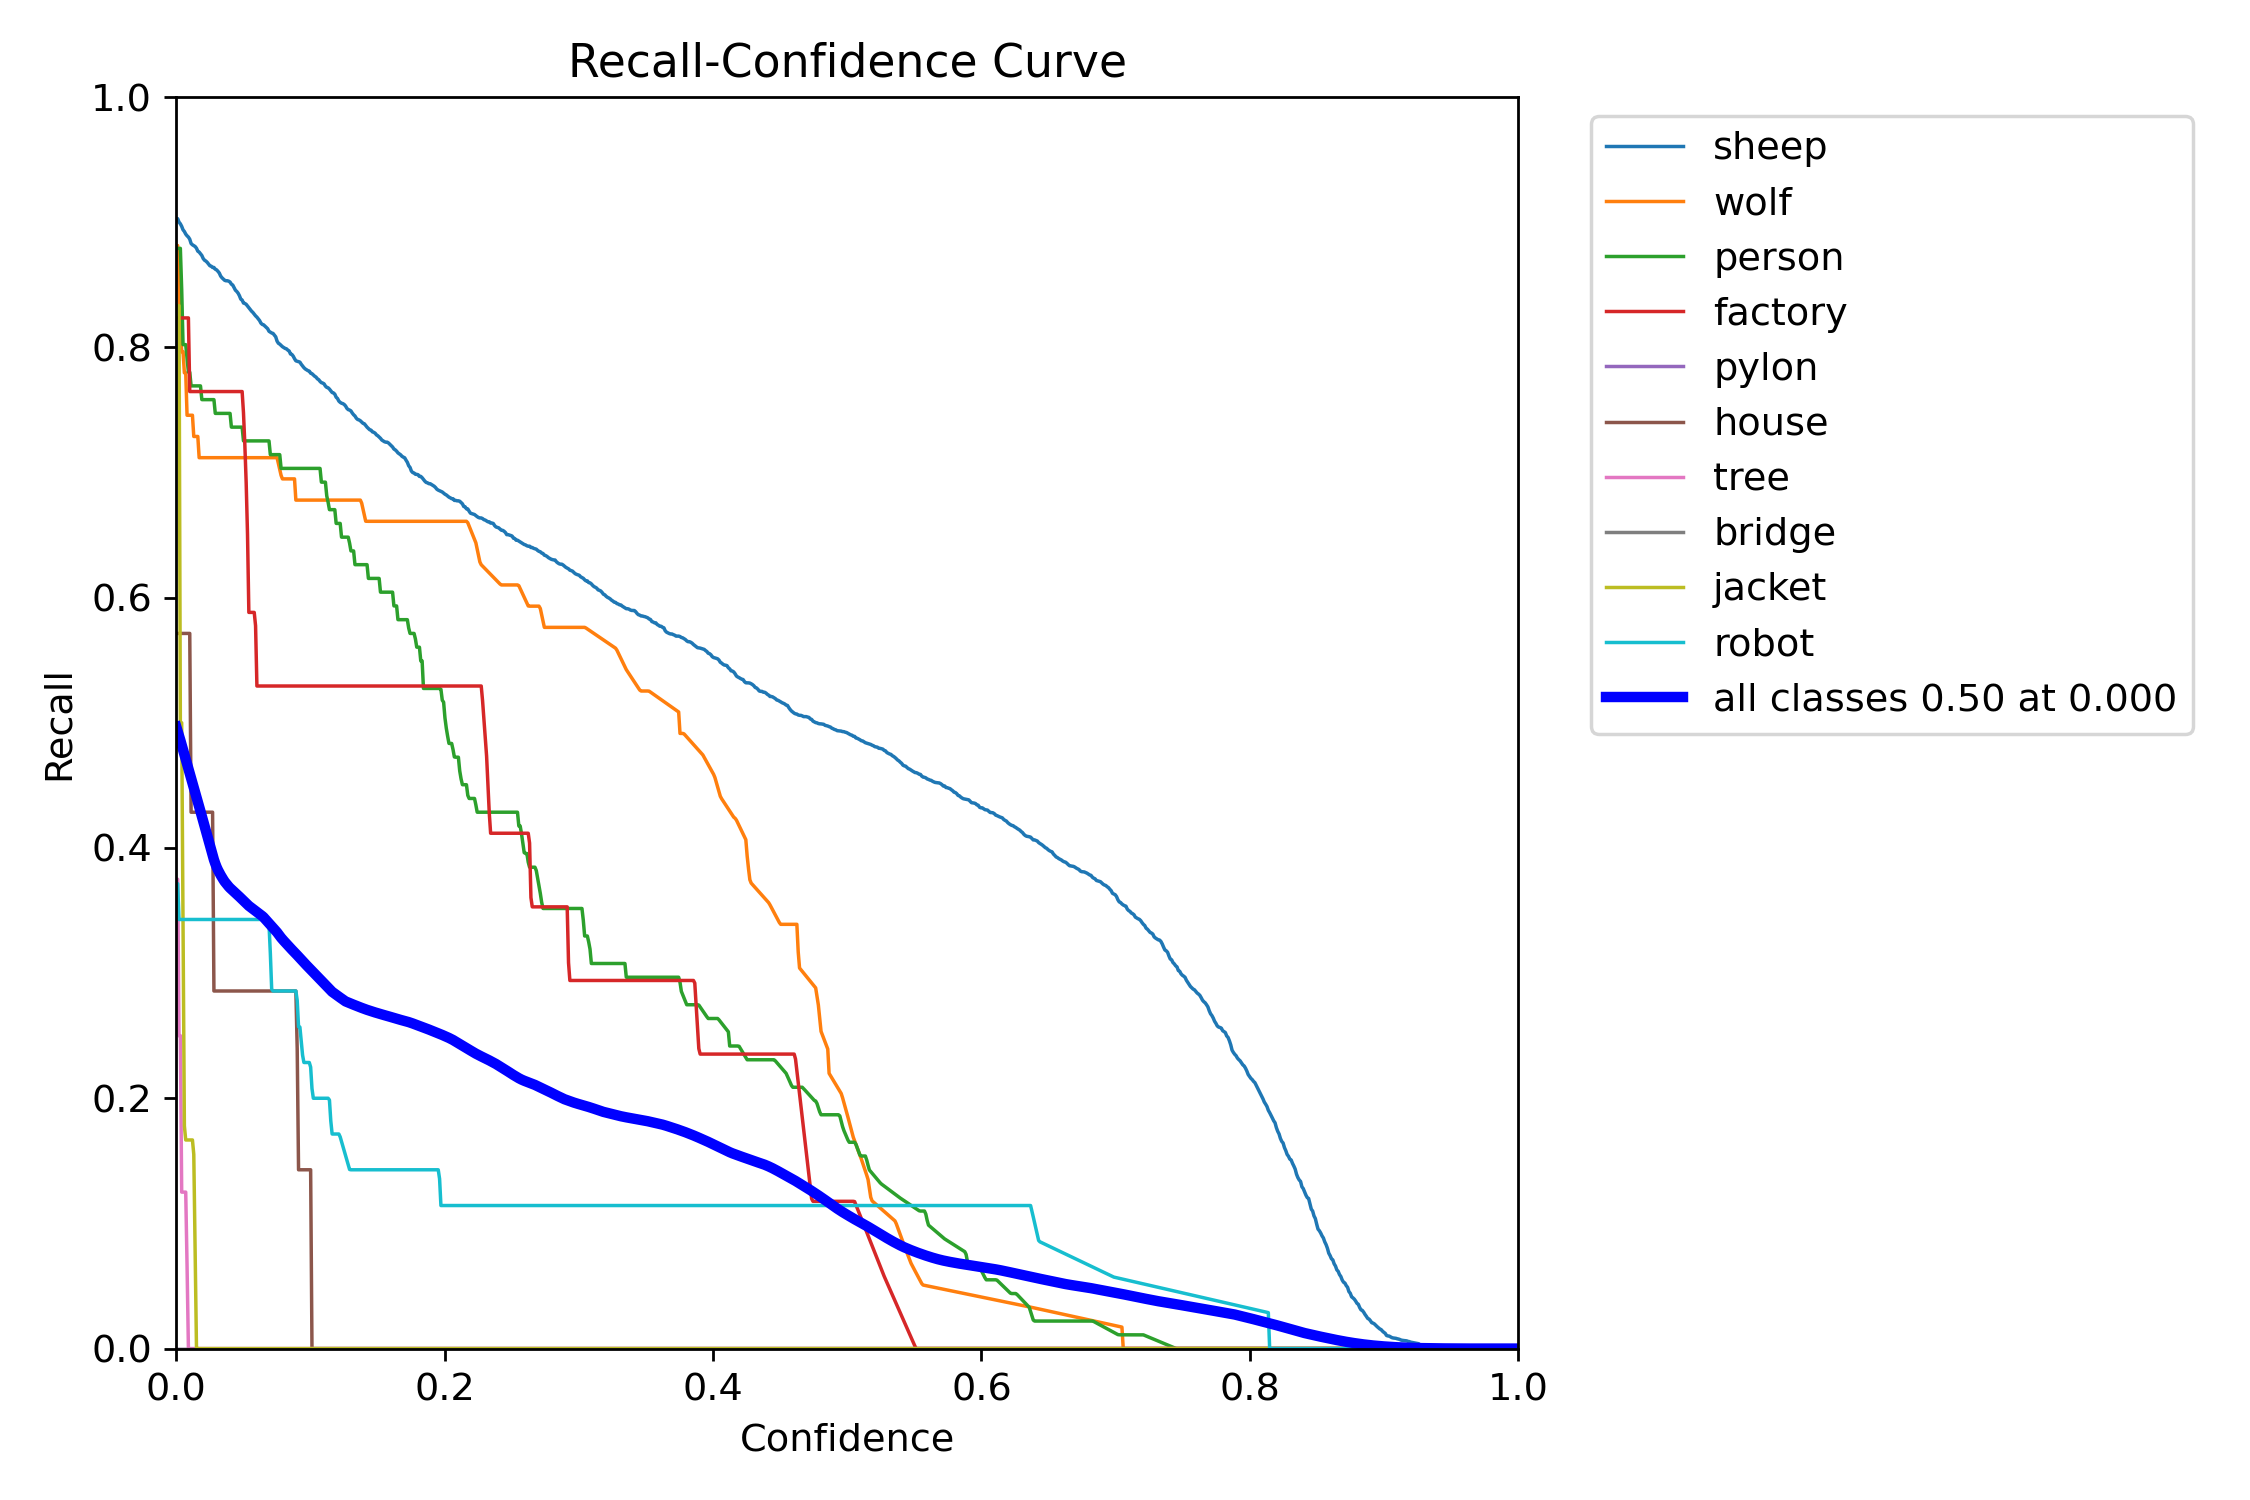 Recall-Confidence Curve
1.0
0.8
0.6
0.4
0.2
0.0
Recall
0.0 0.2 0.4 0.6 0.8 1.0
Confidence
sheep
wolf
person
factory
pylon
house
tree
bridge
jacket
robot
all classes 0.50 at 0.000